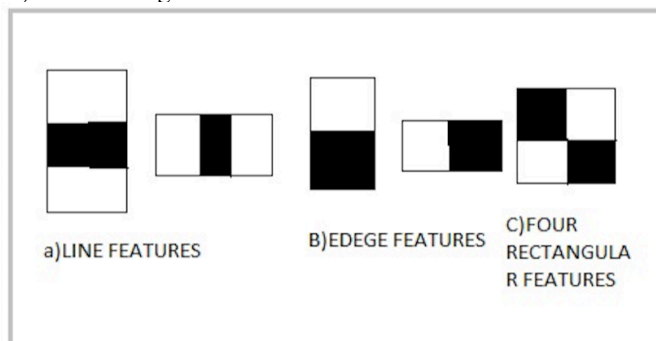 a)LINE FEATURES
B)EDEGE FEATURES
C)FOUR
RECTANGULA
R FEATURES